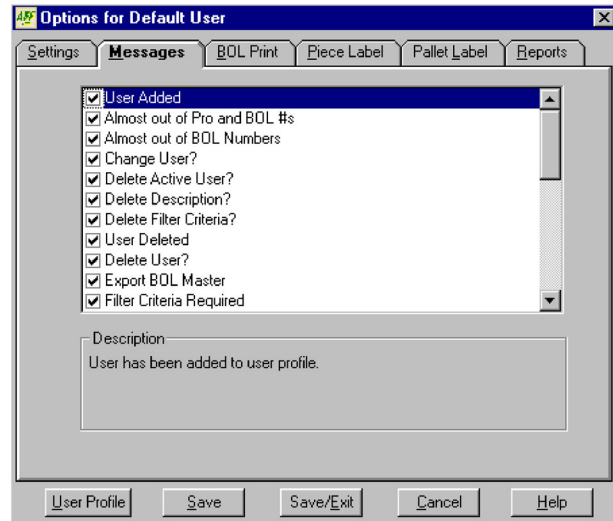 ABF Options for Default User
Settings Messages BOL Print Piece Label Pallet Label Reports
User Added
Almost out of Pro and BOL #s
Almost out of BOL Numbers
Change User?
Delete Active User?
Delete Description?
Delete Filter Criteria?
User Deleted
Delete User?
Export BOL Master
Filter Criteria Required
Description
User has been added to user profile.
User Profile Save Save/Exit Cancel Help